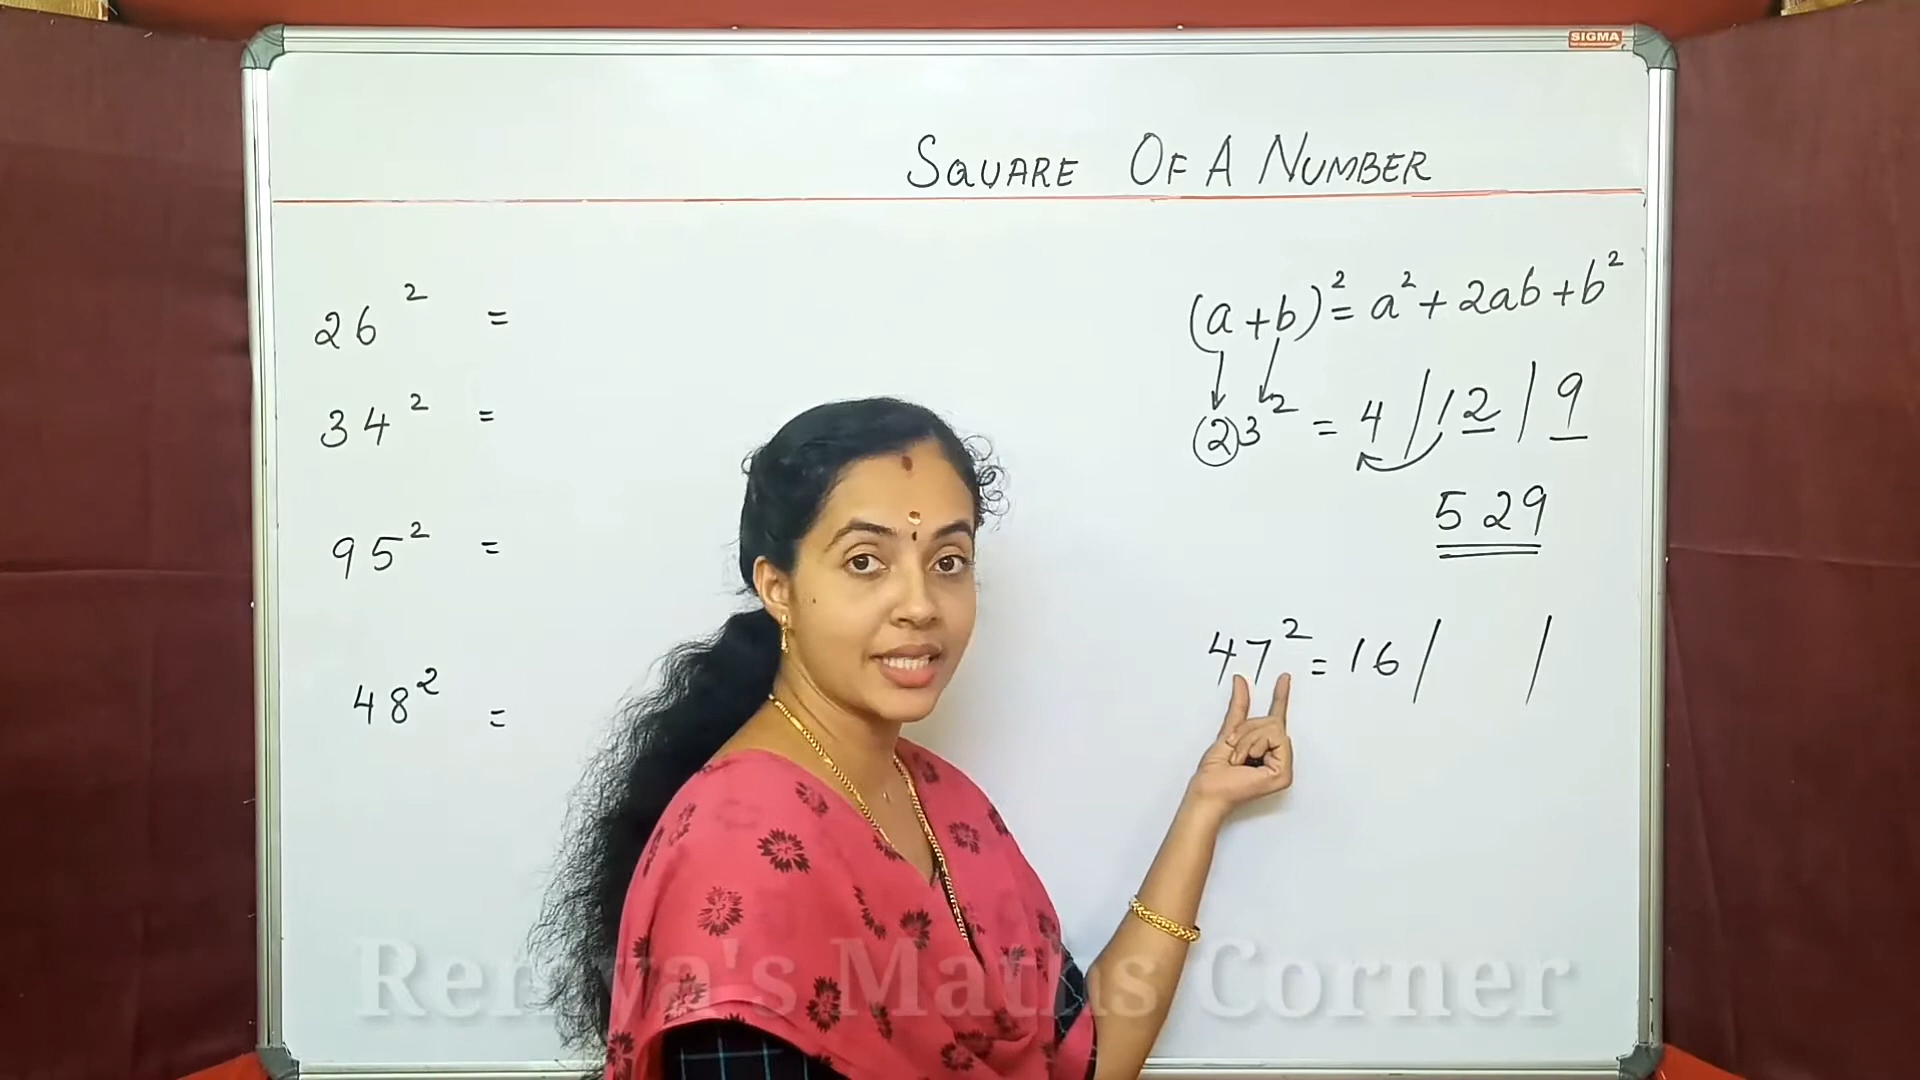 SIGMA
SQUARE OF A NUMBER
26² =
34² =
95² =
48² =
(a+b)² = a² + 2ab + b²
23² = 4 / 12 / 9
529
47² = 16 / /
Remya's Maths Corner